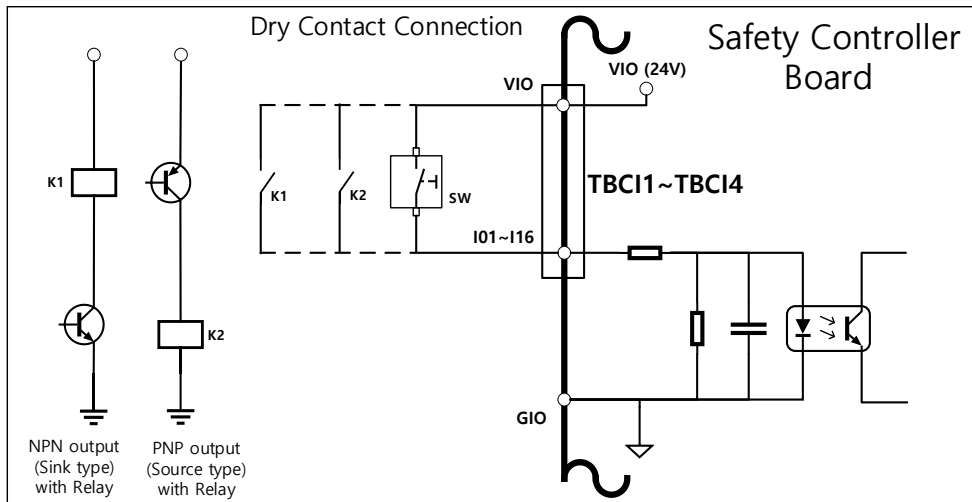 Dry Contact Connection
Safety Controller
Board
VIO (24V)
VIO
K1
K1
K2
SW
TBCI1~TBCI4
I01~I16
K2
GIO
NPN output
(Sink type)
with Relay
PNP output
(Source type)
with Relay